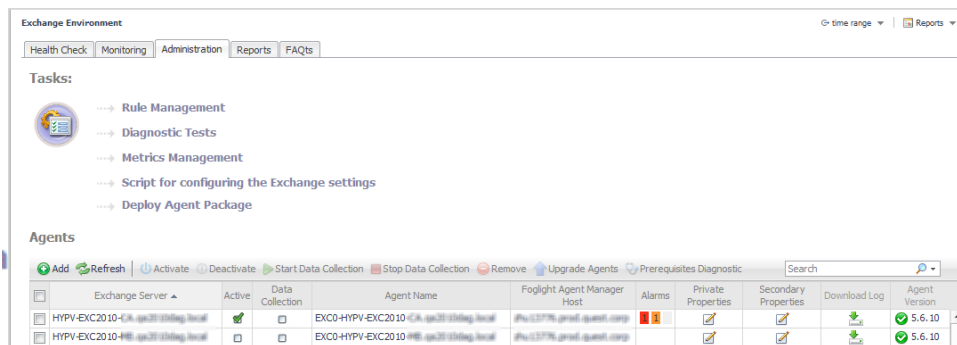 Exchange Environment time range Reports
Health Check Monitoring Administration Reports FAQts
Tasks:
Rule Management
Diagnostic Tests
Metrics Management
Script for configuring the Exchange settings
Deploy Agent Package
Agents
Add Refresh Activate Deactivate Start Data Collection Stop Data Collection Remove Upgrade Agents Prerequisites Diagnostic Search
Exchange Server Active Data Collection Agent Name Foglight Agent Manager Host Alarms Private Properties Secondary Properties Download Log Agent Version
HYPV-EXC2010- EXC0-HYPV-EXC2010 1 1 5.6.10
HYPV-EXC2010- EXC0-HYPV-EXC2010 5.6.10